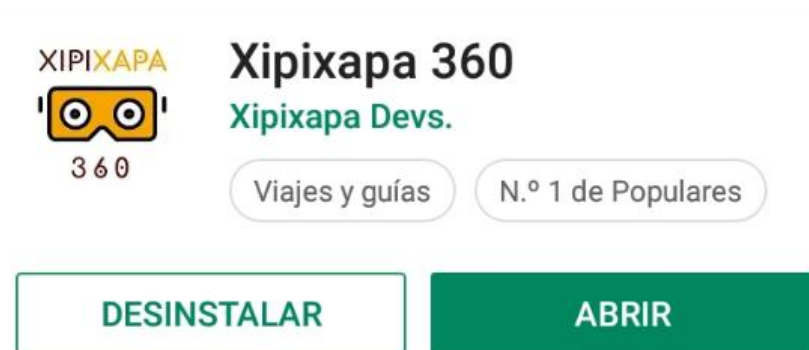 XIPIXAPA
360
Xipixapa 360
Xipixapa Devs.
Viajes y guías
N.º 1 de Populares
DESINSTALAR
ABRIR